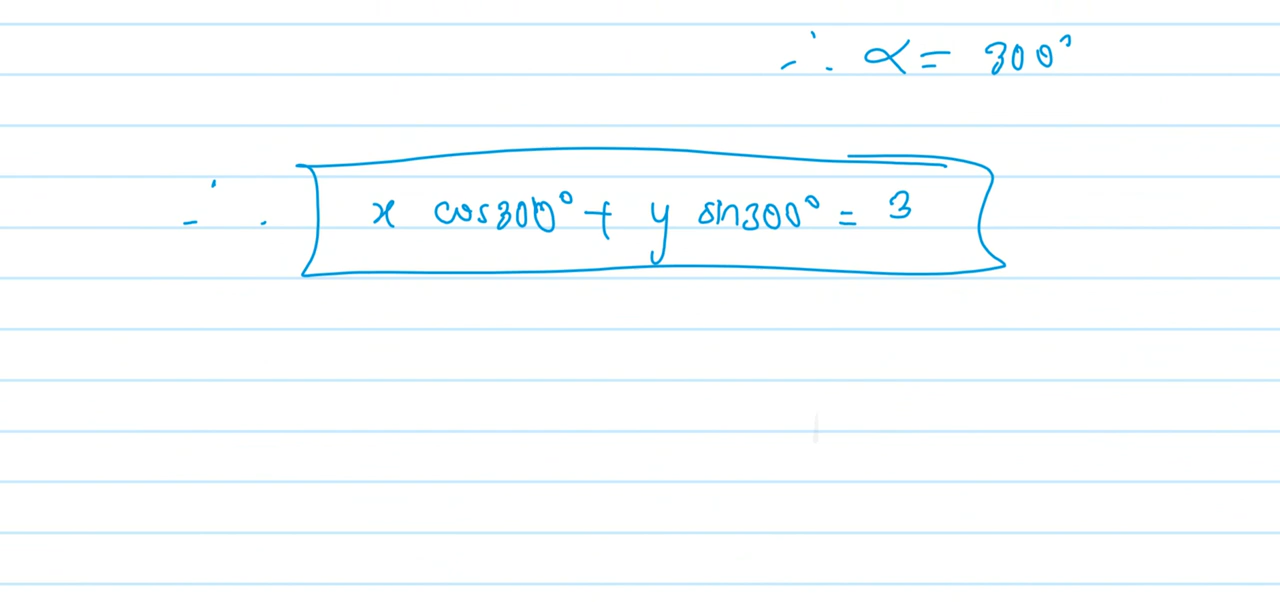 ∴ α = 300°
∴ x cos300° + y sin300° = 3